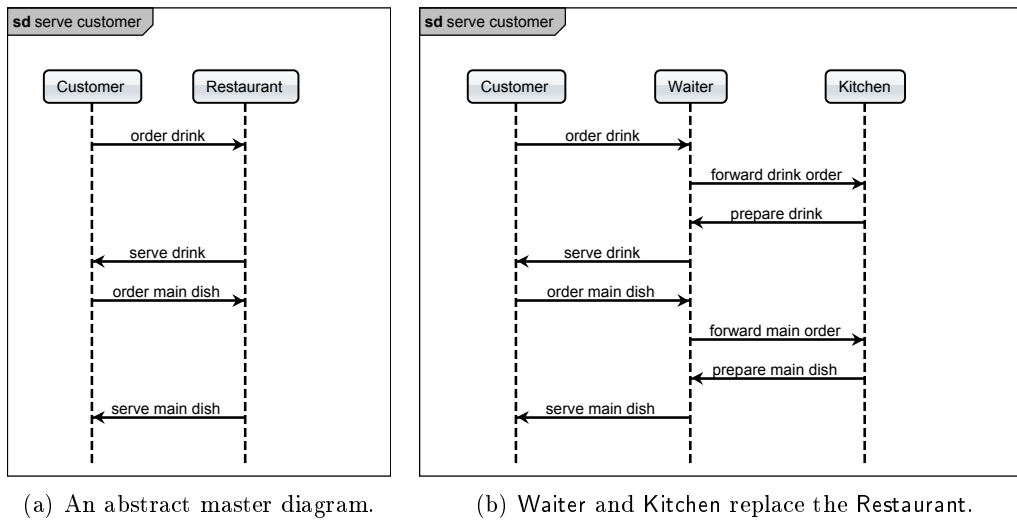 sd serve customer
Customer
Restaurant
order drink
serve drink
order main dish
serve main dish
(a) An abstract master diagram.
sd serve customer
Customer
Waiter
Kitchen
order drink
forward drink order
prepare drink
serve drink
order main dish
forward main order
prepare main dish
serve main dish
(b) Waiter and Kitchen replace the Restaurant.